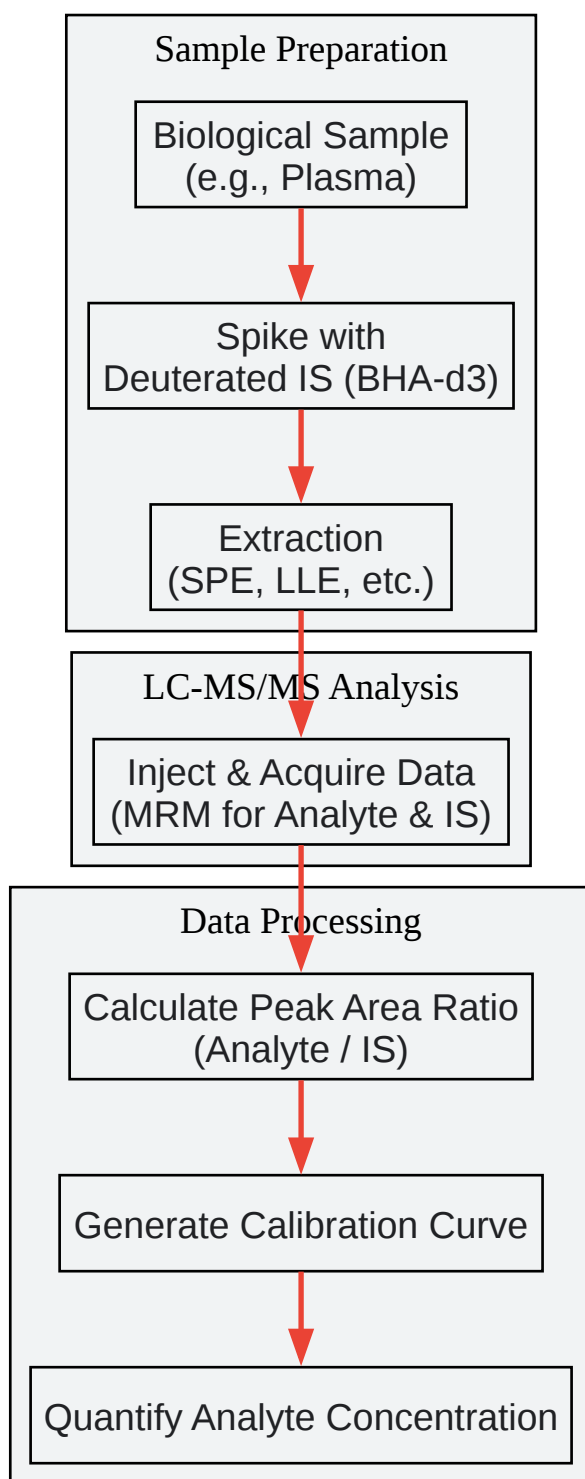 Sample Preparation
Biological Sample
(e.g., Plasma)
Spike with
Deuterated IS (BHA-d3)
Extraction
(SPE, LLE, etc.)
LC-MS/MS Analysis
Inject & Acquire Data
(MRM for Analyte & IS)
Data Processing
Calculate Peak Area Ratio
(Analyte / IS)
Generate Calibration Curve
Quantify Analyte Concentration